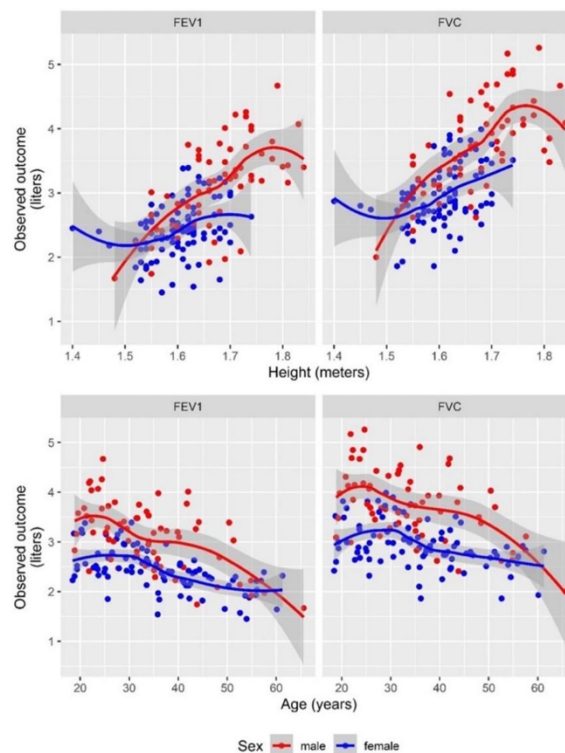 FEV1 FVC
5
4
3
2
1
Observed outcome
(liters)
1.4 1.5 1.6 1.7 1.8 1.4 1.5 1.6 1.7 1.8
Height (meters)
FEV1 FVC
5
4
3
2
1
Observed outcome
(liters)
20 30 40 50 60 20 30 40 50 60
Age (years)
Sex male female